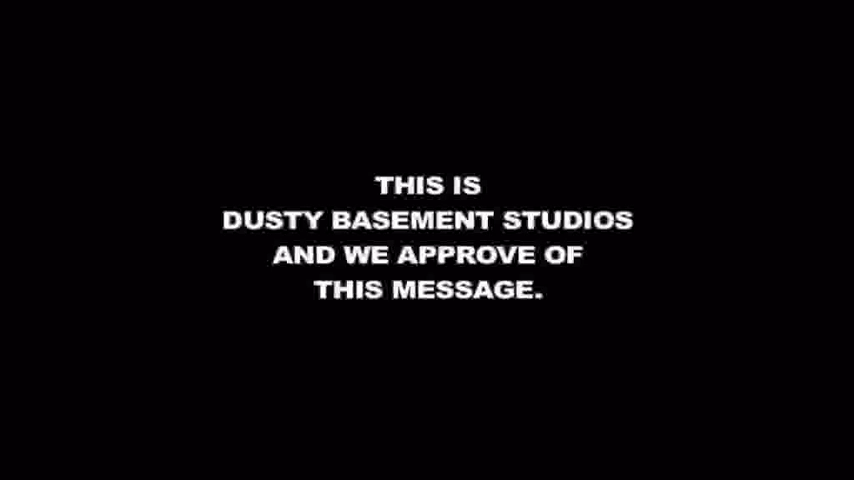 THIS IS
DUSTY BASEMENT STUDIOS
AND WE APPROVE OF
THIS MESSAGE.